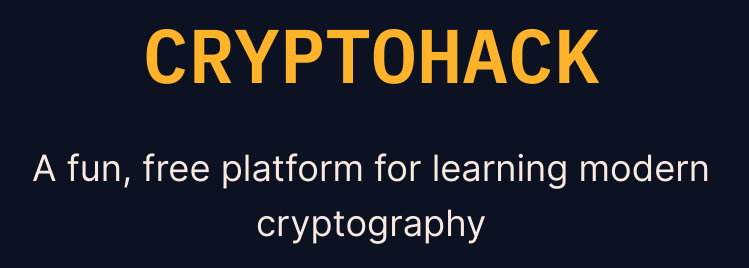 CRYPTOHACK
A fun, free platform for learning modern
cryptography